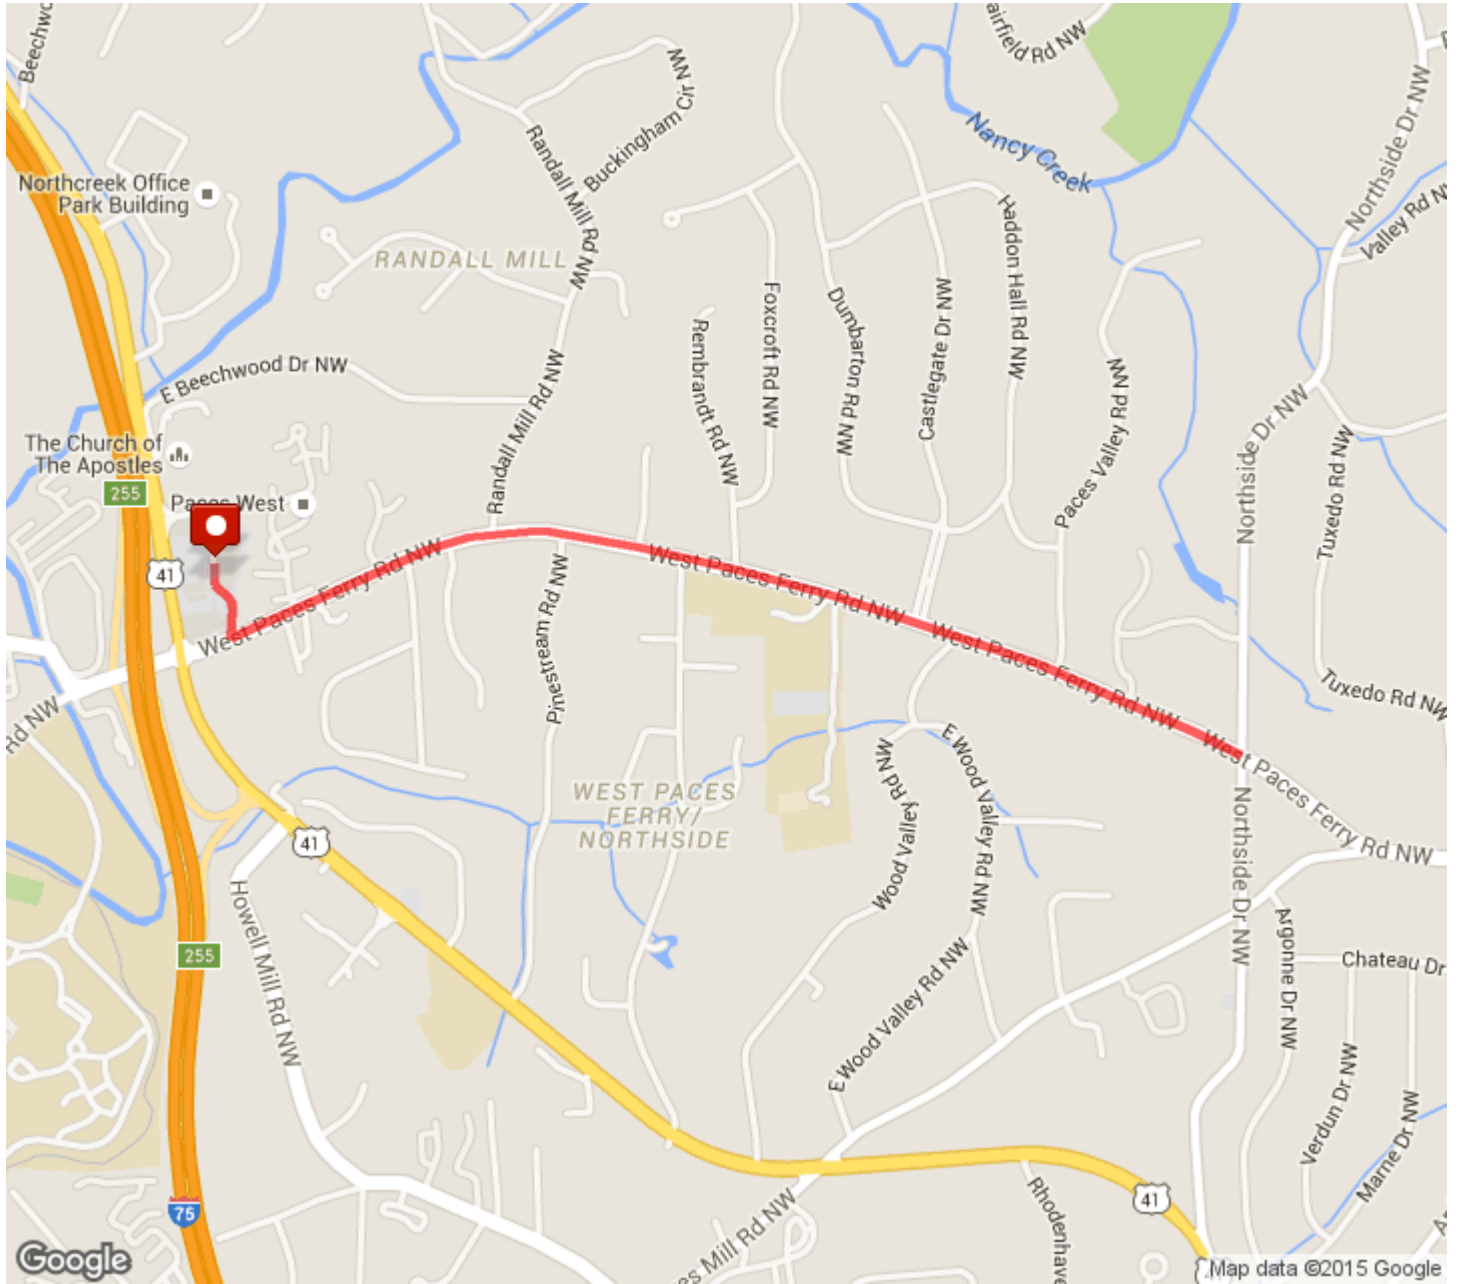 Beechwo
airfield Rd NW
Northside Dr NW
Buckingham Cir NW
Randall Mill Rd NW
Nancy Creek
Northcreek Office
Park Building
Valley Rd N
Haddon Hall Rd NW
RANDALL MILL
Foxcroft Rd NW
Castlegate Dr NW
Dumbarton Rd NW
Rembrandt Rd NW
E Beechwood Dr NW
Randall Mill Rd NW
Paces Valley Rd NW
Northside Dr NW
Tuxedo Rd NW
The Church of
The Apostles
255
Paces West
41
West Paces Ferry Rd NW
West Paces Ferry Rd NW
West Paces Ferry Rd NW
West Paces Ferry Rd NW
Pinestream Rd NW
Tuxedo Rd NW
Rd NW
WEST PACES
FERRY/
NORTHSIDE
Wood Valley Rd NW
E Wood Valley Rd NW
41
Northside Dr NW
Howell Mill Rd NW
255
E Wood Valley Rd NW
Argonne Dr NW
Chateau Dr
Verdun Dr NW
Marne Dr NW
75
es Mill Rd NW
Rhodenhave
41
41
Google
Map data ©2015 Google